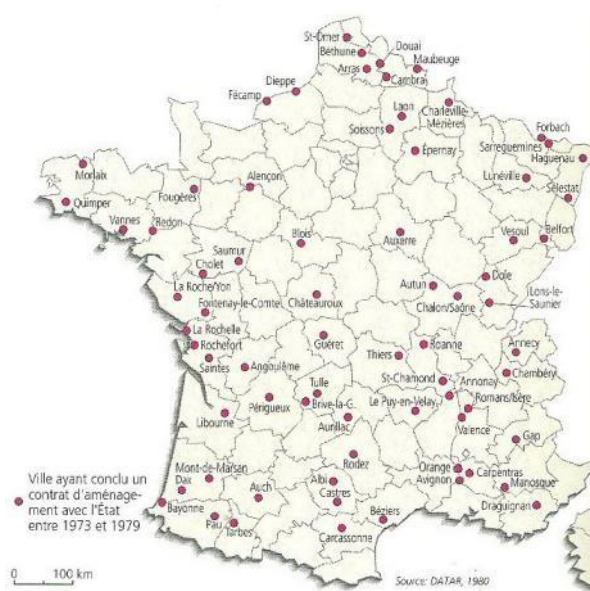 St-Omer
Béthune
Douai
Maubeuge
Arras
Cambrai
Dieppe
Fécamp
Laon
Charleville-
Mézières
Soissons
Épernay
Forbach
Sarreguemines
Haguenau
Lunéville
Sélestat
Morlaix
Quimper
Fougères
Alençon
Vannes
Redon
Blois
Auxerre
Vesoul
Belfort
Saumur
Cholet
La Roche/Yon
Fontenay-le-Comte
Châteauroux
Autun
Chalon/Saône
Dole
Lons-le-
Saunier
La Rochelle
Rochefort
Saintes
Angoulême
Guéret
Thiers
Roanne
Annecy
Chambéry
St-Chamond
Annonay
Tulle
Périgueux
Brive-la-G.
Le Puy-en-Velay
Romans/Isère
Valence
Libourne
Aurillac
Gap
Rodez
Mont-de-Marsan
Dax
Auch
Albi
Castres
Orange
Avignon
Carpentras
Manosque
Bayonne
Pau
Tarbes
Béziers
Carcassonne
Draguignan
Ville ayant conclu un
contrat d'aménage-
ment avec l'État
entre 1973 et 1979
0 100 km
Source: DATAR, 1980